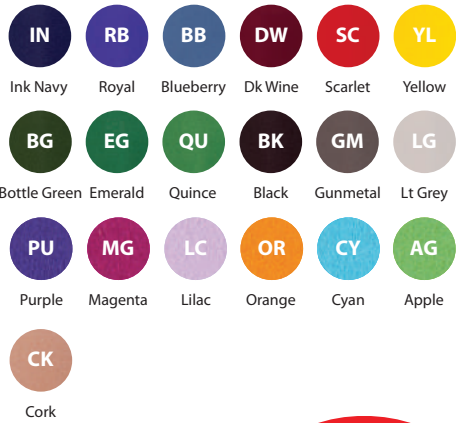 IN RB BB DW SC YL
Ink Navy Royal Blueberry Dk Wine Scarlet Yellow
BG EG QU BK GM LG
Bottle Green Emerald Quince Black Gunmetal Lt Grey
PU MG LC OR CY AG
Purple Magenta Lilac Orange Cyan Apple
CK
Cork